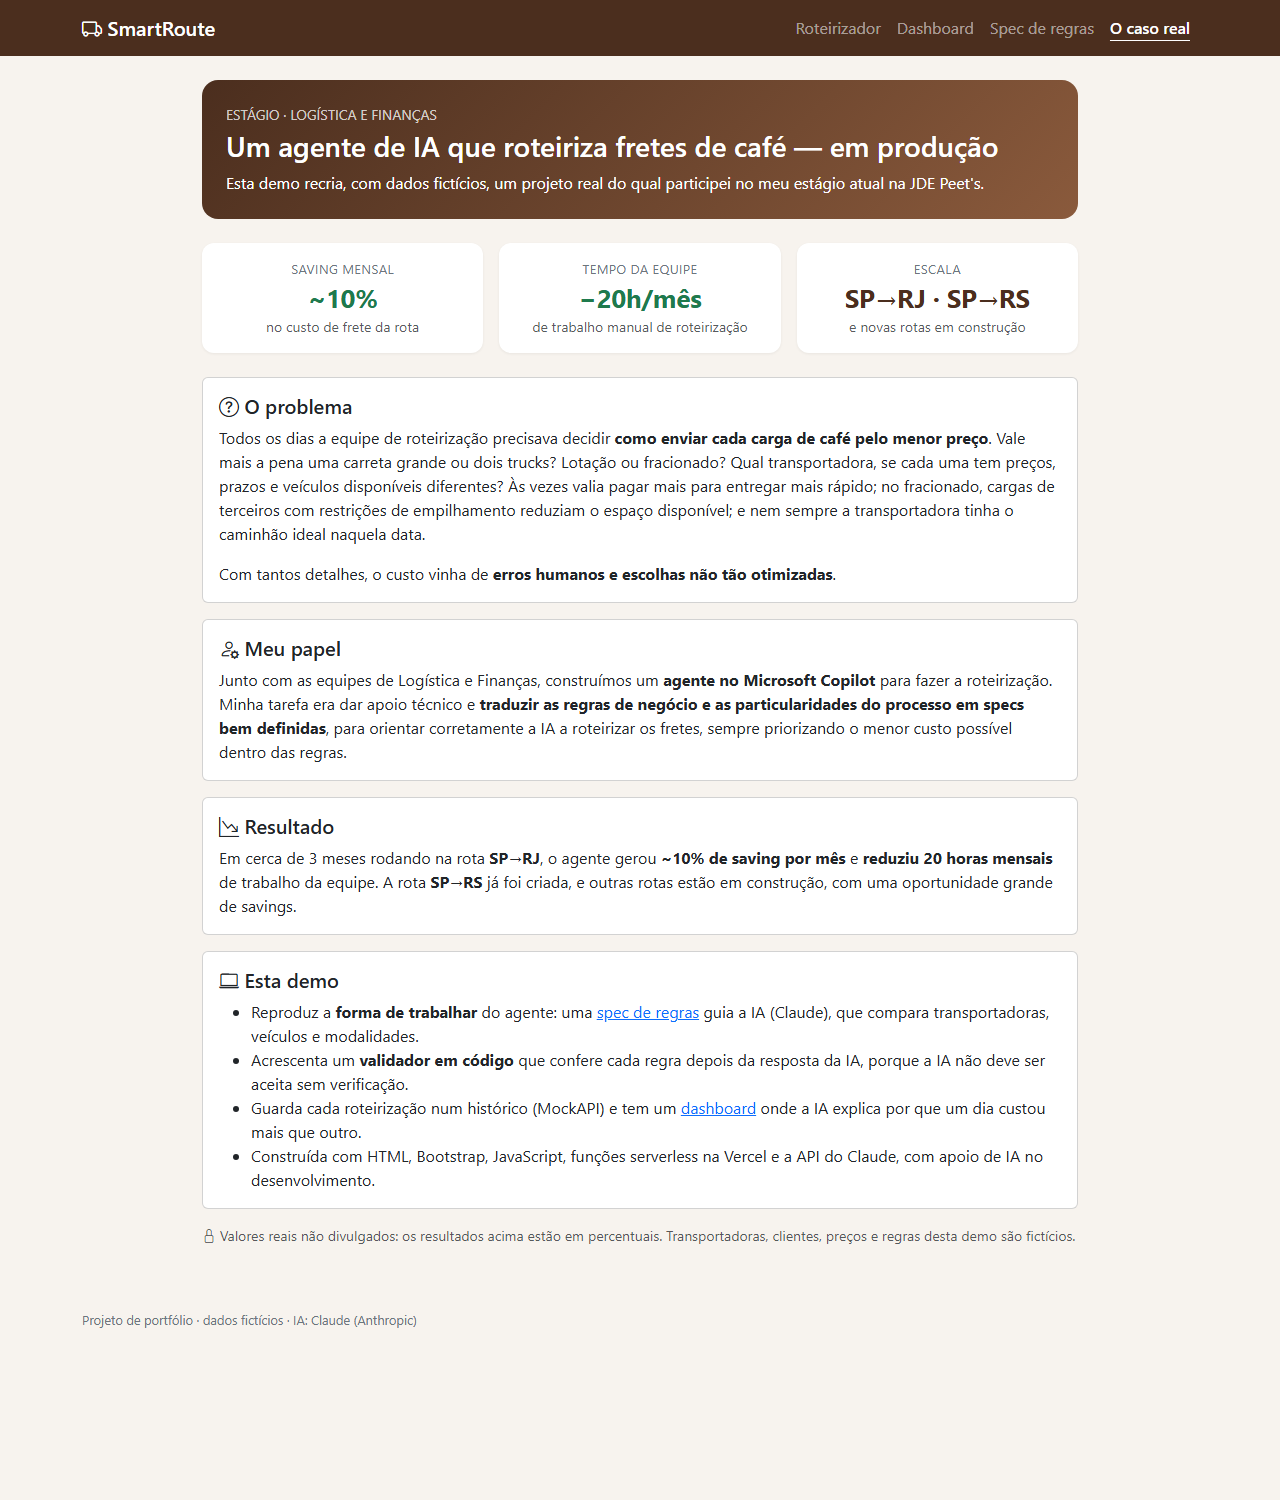 SmartRoute
Roteirizador
Dashboard
Spec de regras
O caso real
ESTÁGIO · LOGÍSTICA E FINANÇAS
Um agente de IA que roteiriza fretes de café — em produção
Esta demo recria, com dados fictícios, um projeto real do qual participei no meu estágio atual na JDE Peet's.
SAVING MENSAL
~10%
no custo de frete da rota
TEMPO DA EQUIPE
−20h/mês
de trabalho manual de roteirização
ESCALA
SP→RJ · SP→RS
e novas rotas em construção
O problema
Todos os dias a equipe de roteirização precisava decidir como enviar cada carga de café pelo menor preço. Vale
mais a pena uma carreta grande ou dois trucks? Lotação ou fracionado? Qual transportadora, se cada uma tem preços,
prazos e veículos disponíveis diferentes? Às vezes valia pagar mais para entregar mais rápido; no fracionado, cargas de
terceiros com restrições de empilhamento reduziam o espaço disponível; e nem sempre a transportadora tinha o
caminhão ideal naquela data.
Com tantos detalhes, o custo vinha de erros humanos e escolhas não tão otimizadas.
Meu papel
Junto com as equipes de Logística e Finanças, construímos um agente no Microsoft Copilot para fazer a roteirização.
Minha tarefa era dar apoio técnico e traduzir as regras de negócio e as particularidades do processo em specs
bem definidas, para orientar corretamente a IA a roteirizar os fretes, sempre priorizando o menor custo possível
dentro das regras.
Resultado
Em cerca de 3 meses rodando na rota SP→RJ, o agente gerou ~10% de saving por mês e reduziu 20 horas mensais
de trabalho da equipe. A rota SP→RS já foi criada, e outras rotas estão em construção, com uma oportunidade grande
de savings.
Esta demo
• Reproduz a forma de trabalhar do agente: uma spec de regras guia a IA (Claude), que compara transportadoras,
veículos e modalidades.
• Acrescenta um validador em código que confere cada regra depois da resposta da IA, porque a IA não deve ser
aceita sem verificação.
• Guarda cada roteirização num histórico (MockAPI) e tem um dashboard onde a IA explica por que um dia custou
mais que outro.
• Construída com HTML, Bootstrap, JavaScript, funções serverless na Vercel e a API do Claude, com apoio de IA no
desenvolvimento.
Valores reais não divulgados: os resultados acima estão em percentuais. Transportadoras, clientes, preços e regras desta demo são fictícios.
Projeto de portfólio · dados fictícios · IA: Claude (Anthropic)